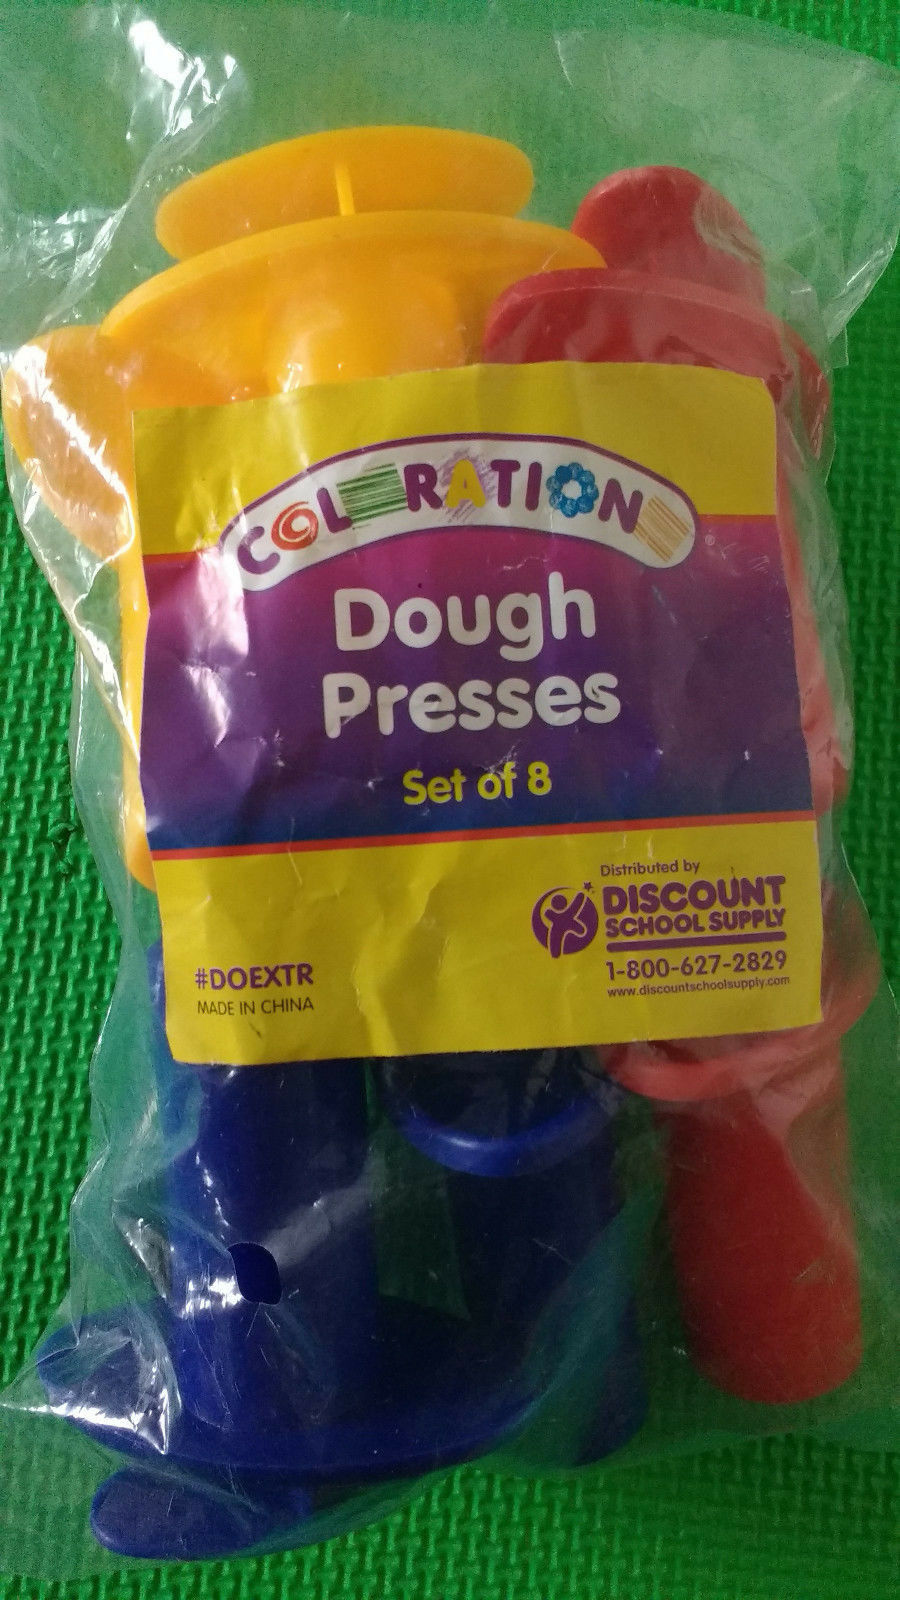 COLORATIONS®
Dough
Presses
Set of 8
Distributed by
DISCOUNT
SCHOOL SUPPLY
1-800-627-2829
www.discountschoolsupply.com
#DOEXTR
MADE IN CHINA